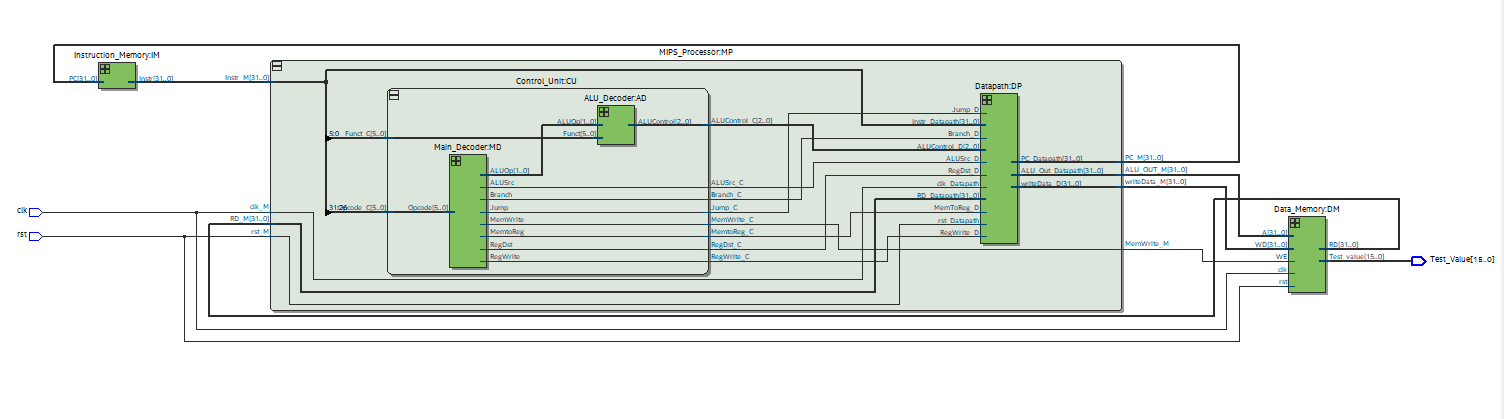 Instruction_Memory:IM
PC[31..0]
Instr[31..0]
MIPS_Processor:MP
Instr_M[31..0]
Control_Unit:CU
ALU_Decoder:AD
ALUOp[1..0]
Funct[5..0]
ALUControl[2..0]
ALUControl_C[2..0]
5:0
Funct_C[5..0]
Main_Decoder:MD
31:26
Opcode_C[5..0]
Opcode[5..0]
ALUOp[1..0]
ALUSrc
Branch
Jump
MemWrite
MemtoReg
RegDst
RegWrite
ALUSrc_C
Branch_C
Jump_C
MemWrite_C
MemtoReg_C
RegDst_C
RegWrite_C
Datapath:DP
Jump_D
Instr_Datapath[31..0]
Branch_D
ALUControl_D[2..0]
ALUSrc_D
RegDst_D
clk_Datapath
RD_Datapath[31..0]
MemToReg_D
rst_Datapath
RegWrite_D
PC_Datapath[31..0]
ALU_Out_Datapath[31..0]
writeData_D[31..0]
PC_M[31..0]
ALU_OUT_M[31..0]
writeData_M[31..0]
MemWrite_M
clk
rst
clk_M
RD_M[31..0]
rst_M
Data_Memory:DM
A[31..0]
WD[31..0]
WE
clk
rst
RD[31..0]
Test_value[15..0]
Test_Value[15..0]